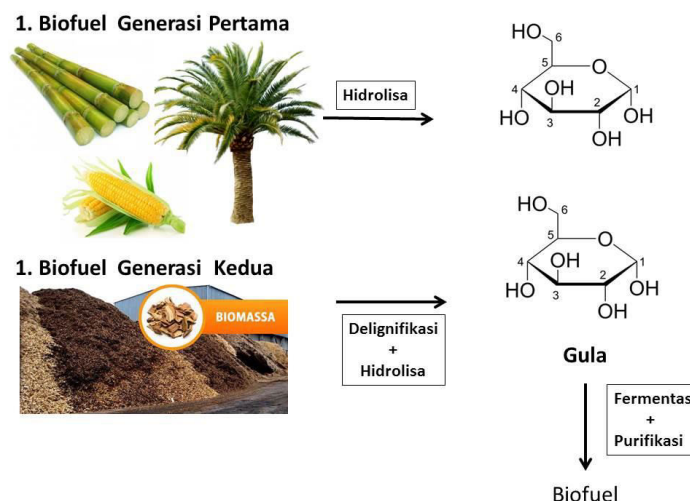 1. Biofuel Generasi Pertama
Hidrolisa
HO
6
5
O
4
OH
1
HO
3
2
OH
OH
1. Biofuel Generasi Kedua
BIOMASSA
Delignifikasi
+
Hidrolisa
HO
6
5
O
4
OH
1
HO
3
2
OH
OH
Gula
Fermentas
+
Purifikasi
Biofuel